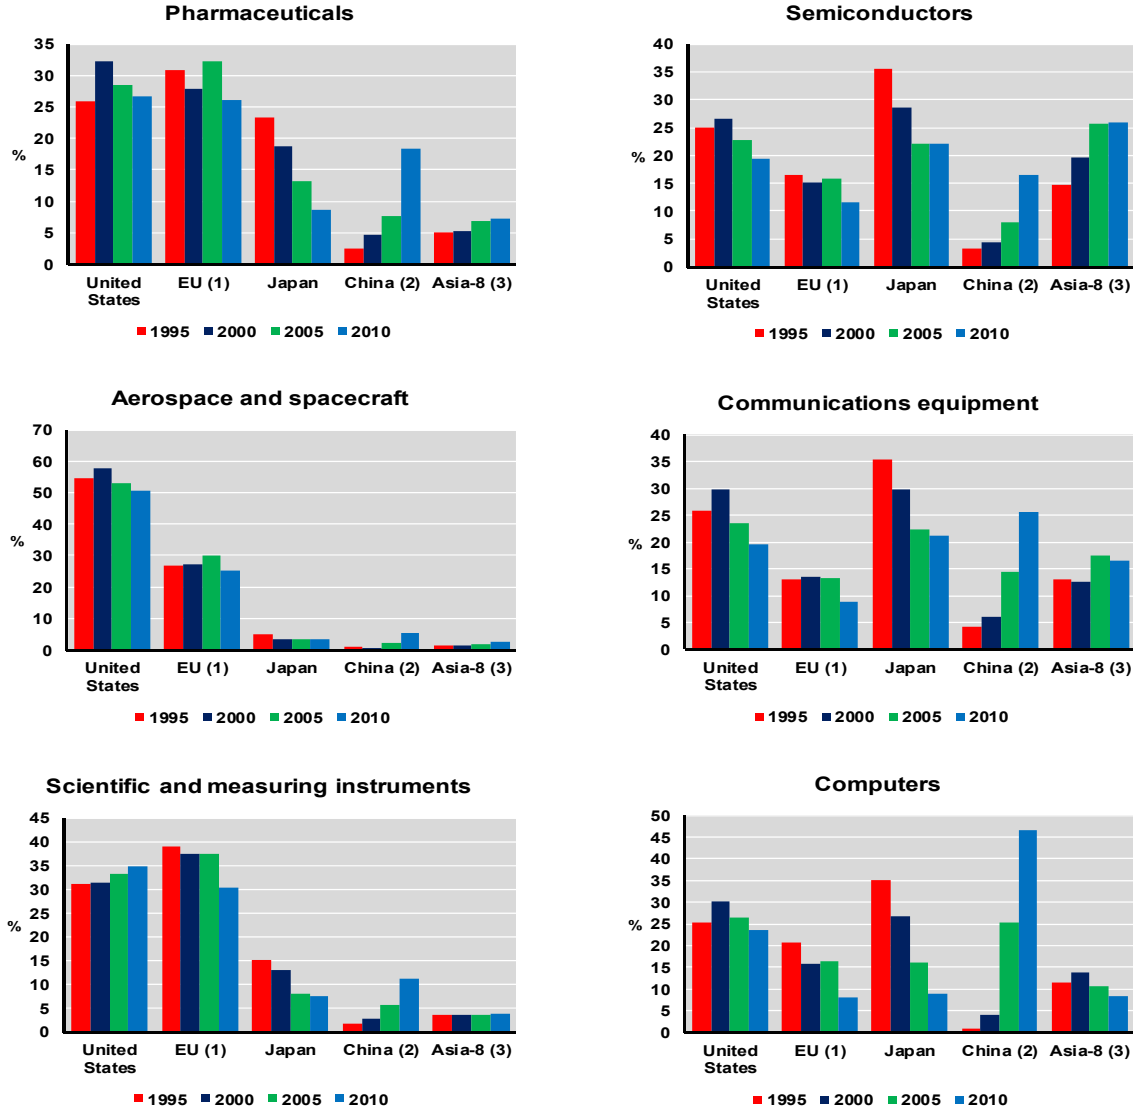 Pharmaceuticals
35
30
25
20
15
10
5
0
%
United States
EU (1)
Japan
China (2)
Asia-8 (3)
1995 2000 2005 2010
Semiconductors
40
35
30
25
20
15
10
5
0
%
United States
EU (1)
Japan
China (2)
Asia-8 (3)
1995 2000 2005 2010
Aerospace and spacecraft
70
60
50
40
30
20
10
0
%
United States
EU (1)
Japan
China (2)
Asia-8 (3)
1995 2000 2005 2010
Communications equipment
40
35
30
25
20
15
10
5
0
%
United States
EU (1)
Japan
China (2)
Asia-8 (3)
1995 2000 2005 2010
Scientific and measuring instruments
45
40
35
30
25
20
15
10
5
0
%
United States
EU (1)
Japan
China (2)
Asia-8 (3)
1995 2000 2005 2010
Computers
50
45
40
35
30
25
20
15
10
5
0
%
United States
EU (1)
Japan
China (2)
Asia-8 (3)
1995 2000 2005 2010